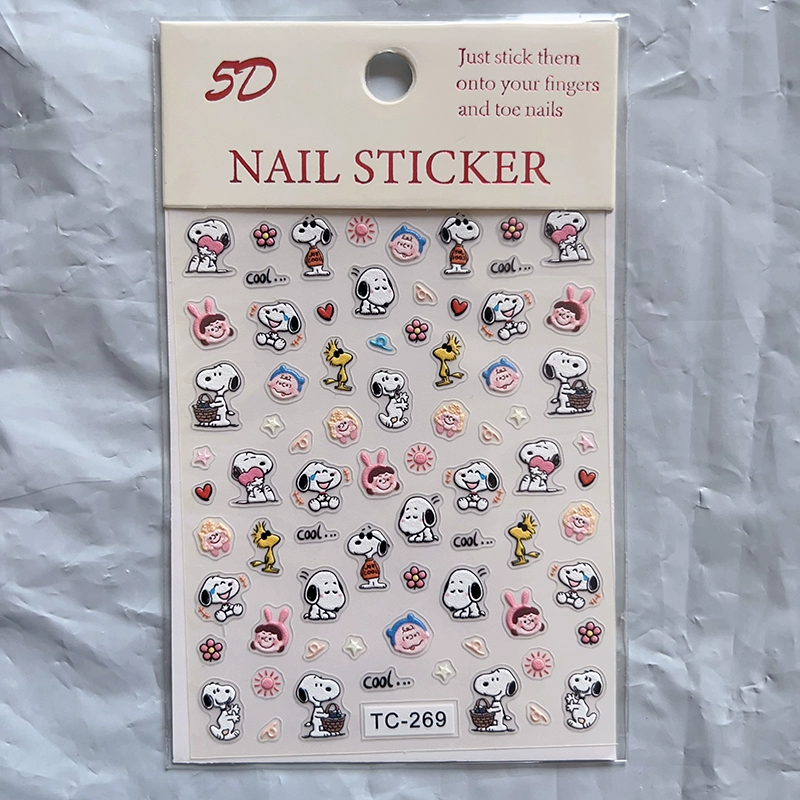 5D
Just stick them
onto your fingers
and toe nails
NAIL STICKER
cool...
cool...
cool...
cool...
cool...
TC-269